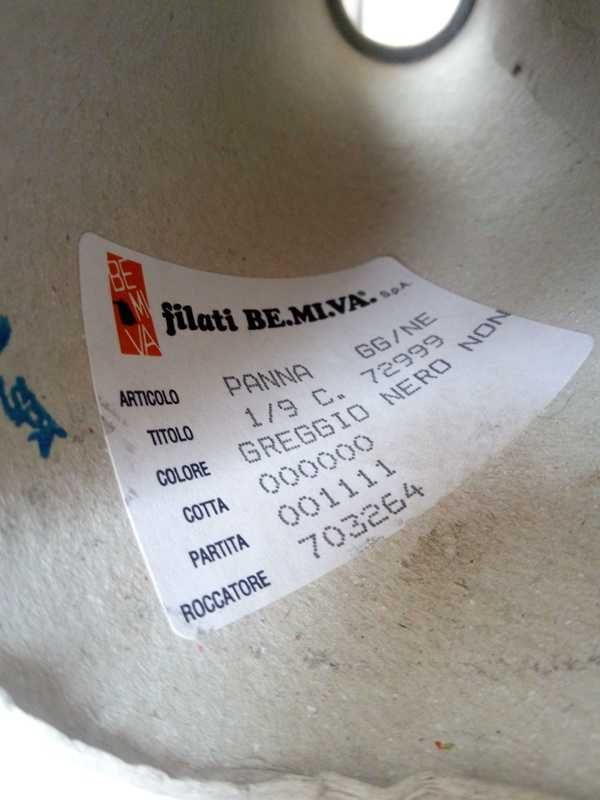 BE
MI
VA
filati BE.MI.VA. S.p.A.
ARTICOLO PANNA GG/NE
TITOLO 1/9 C. 72999
COLORE GREGGIO NERO NON
COTTA 000000
PARTITA 001111
ROCCATORE 703264